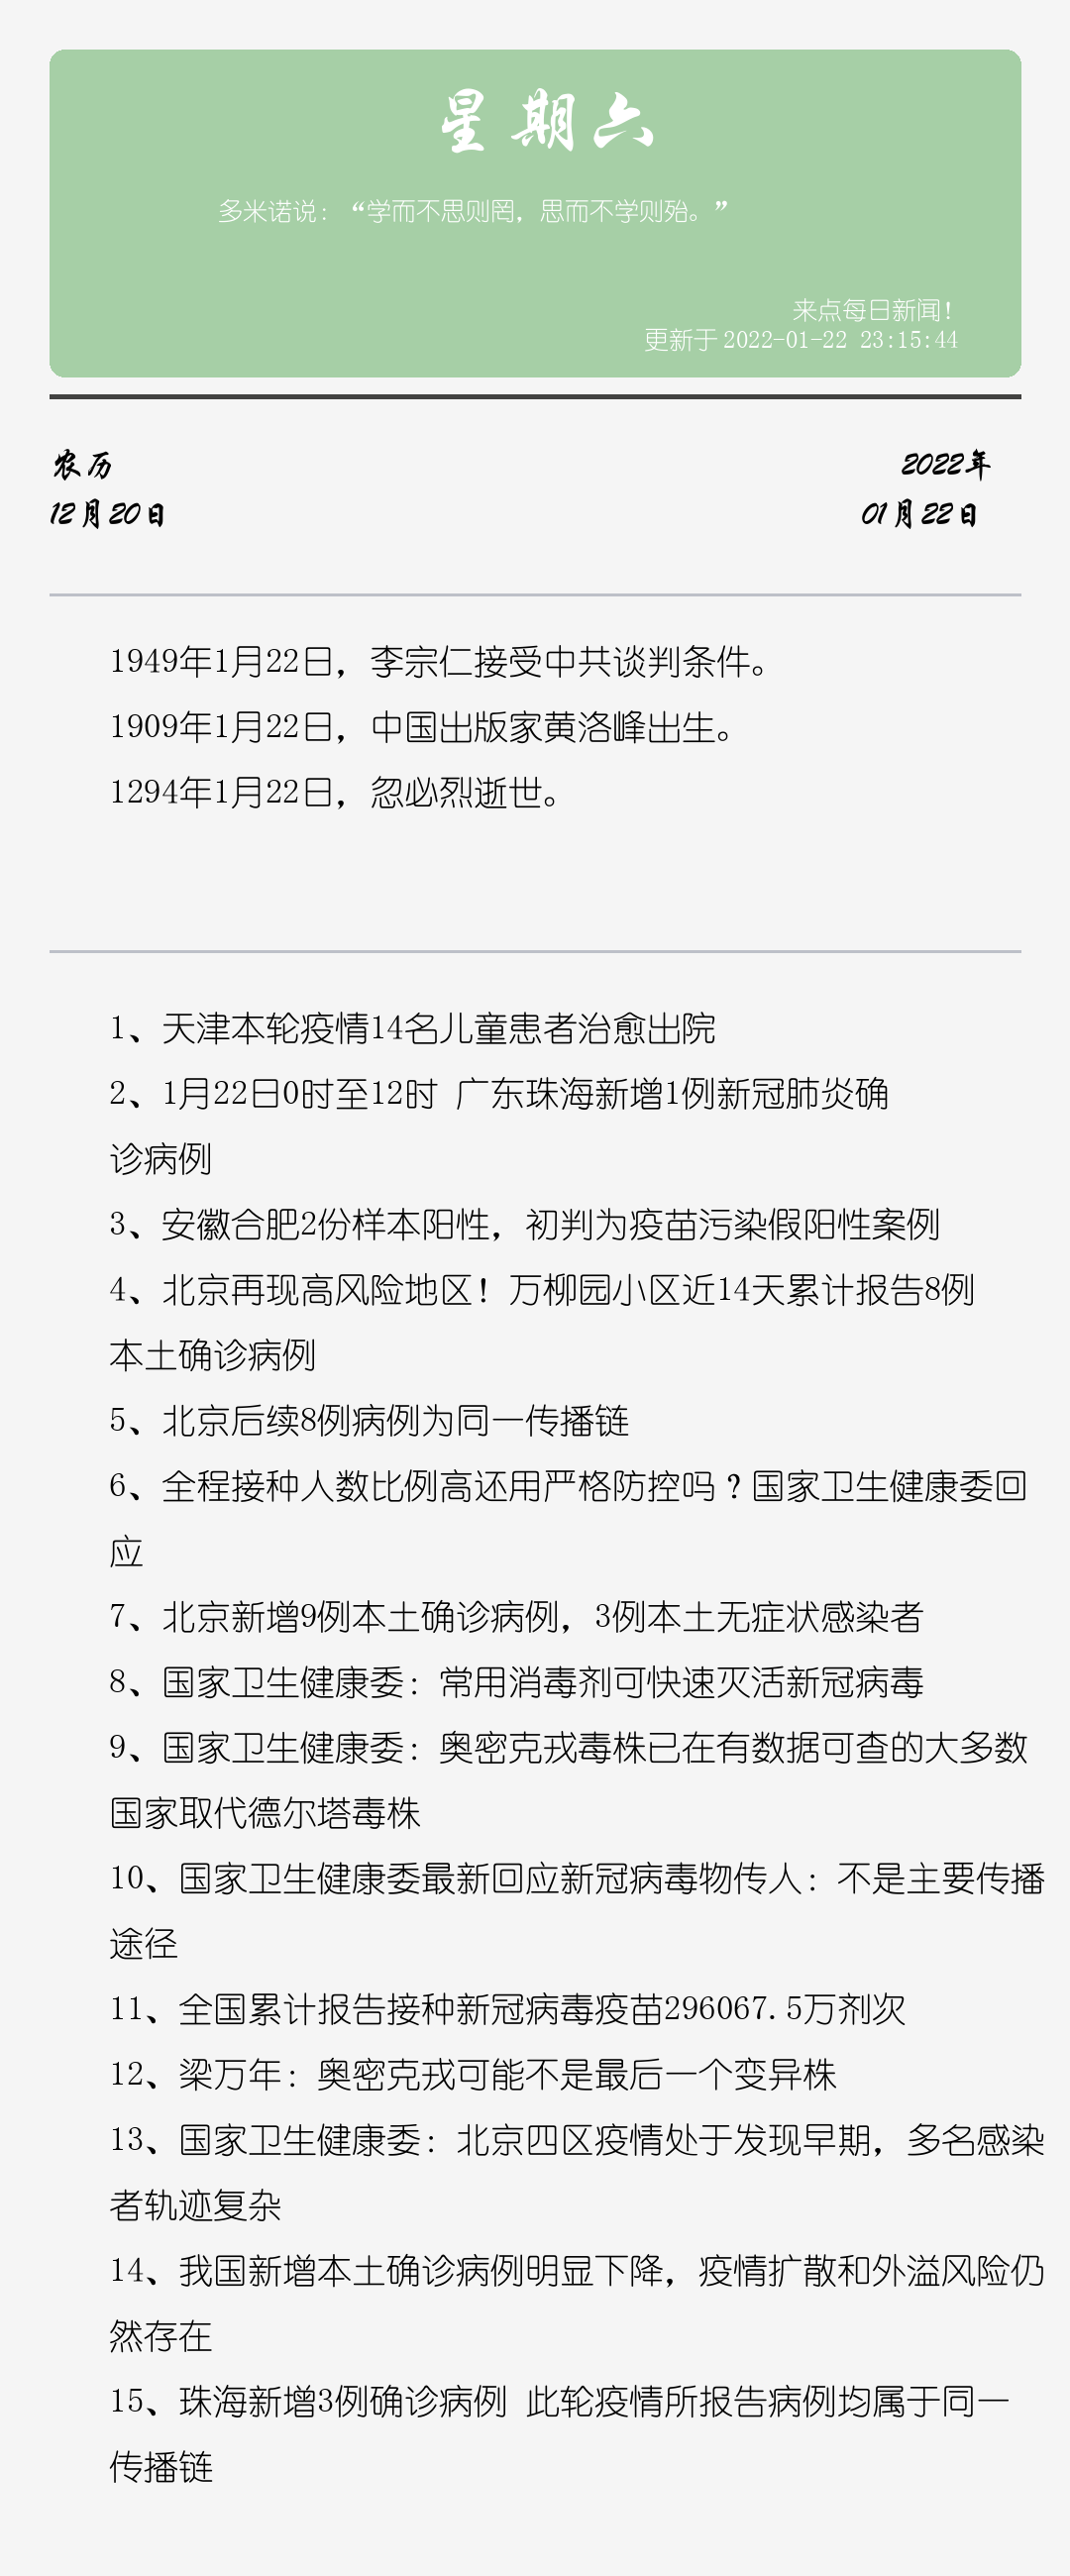 星期六
多米诺说：“学而不思则罔，思而不学则殆。”
来点每日新闻！
更新于 2022-01-22 23:15:44
农历
12月20日
2022年
01月22日
1949年1月22日，李宗仁接受中共谈判条件。
1909年1月22日，中国出版家黄洛峰出生。
1294年1月22日，忽必烈逝世。
1、天津本轮疫情14名儿童患者治愈出院
2、1月22日0时至12时 广东珠海新增1例新冠肺炎确
诊病例
3、安徽合肥2份样本阳性，初判为疫苗污染假阳性案例
4、北京再现高风险地区！万柳园小区近14天累计报告8例
本土确诊病例
5、北京后续8例病例为同一传播链
6、全程接种人数比例高还用严格防控吗？国家卫生健康委回
应
7、北京新增9例本土确诊病例，3例本土无症状感染者
8、国家卫生健康委：常用消毒剂可快速灭活新冠病毒
9、国家卫生健康委：奥密克戎毒株已在有数据可查的大多数
国家取代德尔塔毒株
10、国家卫生健康委最新回应新冠病毒物传人：不是主要传播
途径
11、全国累计报告接种新冠病毒疫苗296067.5万剂次
12、梁万年：奥密克戎可能不是最后一个变异株
13、国家卫生健康委：北京四区疫情处于发现早期，多名感染
者轨迹复杂
14、我国新增本土确诊病例明显下降，疫情扩散和外溢风险仍
然存在
15、珠海新增3例确诊病例 此轮疫情所报告病例均属于同一
传播链